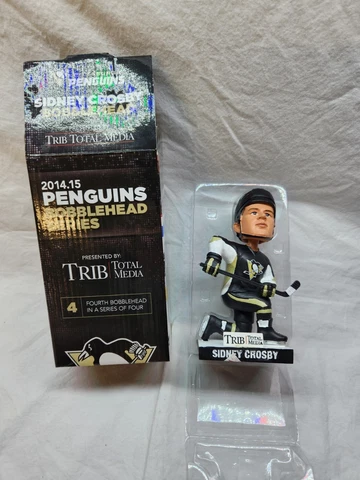 PENGUINS
SIDNEY CROSBY
BOBBLEHEAD
TRIB TOTAL MEDIA
2014.15
PENGUINS
BOBBLEHEAD
SERIES
PRESENTED BY:
TRIB TOTAL
MEDIA
4 FOURTH BOBBLEHEAD
IN A SERIES OF FOUR
TRIB TOTAL
MEDIA
SIDNEY CROSBY